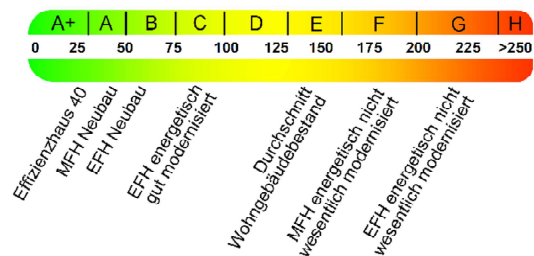 A+ A B C D E F G H
0 25 50 75 100 125 150 175 200 225 >250
Effizienzhaus 40
MFH Neubau
EFH Neubau
EFH energetisch
gut modernisiert
Durchschnitt
Wohngebäudebestand
MFH energetisch nicht
wesentlich modernisiert
EFH energetisch nicht
wesentlich modernisiert